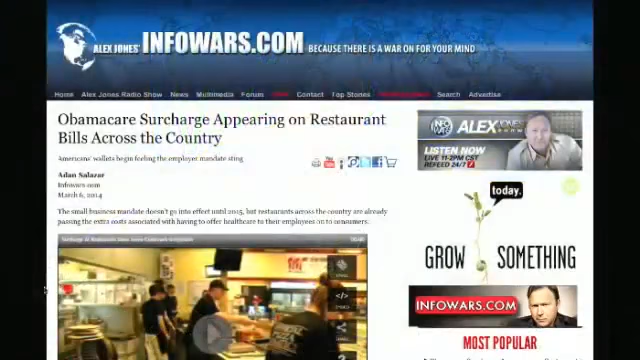 ALEX JONES' INFOWARS.COM BECAUSE THERE IS A WAR ON FOR YOUR MIND
Home Alex Jones Radio Show News Multimedia Forum Contact Top Stories Search Advertise
Obamacare Surcharge Appearing on Restaurant
Bills Across the Country
Americans' wallets begin feeling the employer mandate sting
Adan Salazar
Infowars.com
March 6, 2014
The small business mandate doesn't go into effect until 2015, but restaurants across the country are already
passing the extra costs associated with having to offer healthcare to their employees on to consumers.
INFO WARS ALEX JONES SHOW
LISTEN NOW
LIVE 11-2PM CST
REFEED 24/7
today.
GROW SOMETHING
INFOWARS.COM
MOST POPULAR